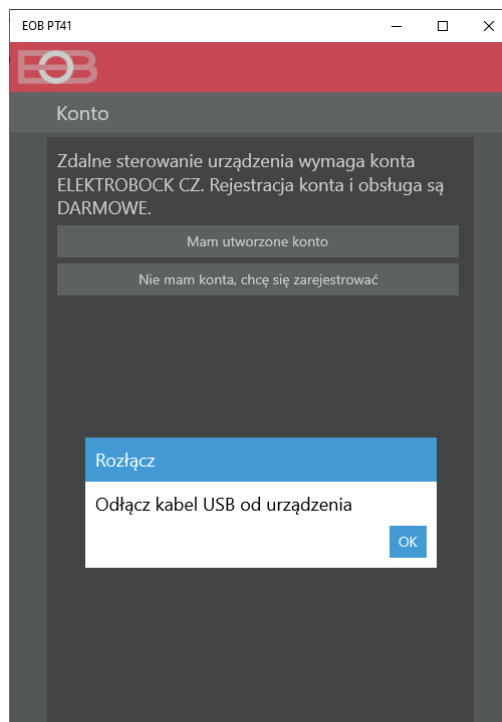 EOB PT41
EOB
Konto
Zdalne sterowanie urządzenia wymaga konta
ELEKTROBOCK CZ. Rejestracja konta i obsługa są
DARMOWE.
Mam utworzone konto
Nie mam konta, chcę się zarejestrować
Rozłącz
Odłącz kabel USB od urządzenia
OK